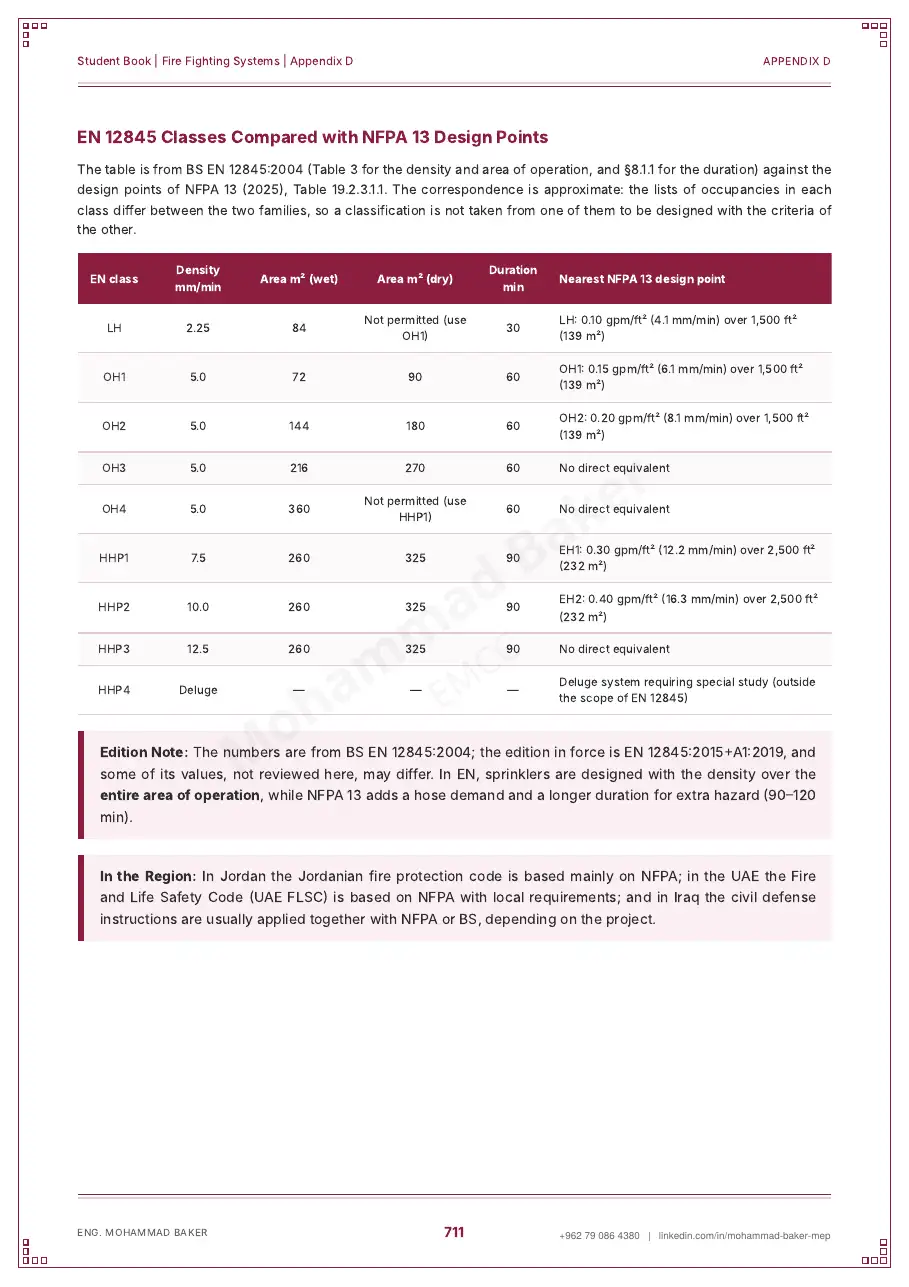 Student Book | Fire Fighting Systems | Appendix D
APPENDIX D
EN 12845 Classes Compared with NFPA 13 Design Points
The table is from BS EN 12845:2004 (Table 3 for the density and area of operation, and §8.1.1 for the duration) against the
design points of NFPA 13 (2025), Table 19.2.3.1.1. The correspondence is approximate: the lists of occupancies in each
class differ between the two families, so a classification is not taken from one of them to be designed with the criteria of
the other.
EN class | Density mm/min | Area m² (wet) | Area m² (dry) | Duration min | Nearest NFPA 13 design point
LH | 2.25 | 84 | Not permitted (use OH1) | 30 | LH: 0.10 gpm/ft² (4.1 mm/min) over 1,500 ft² (139 m²)
OH1 | 5.0 | 72 | 90 | 60 | OH1: 0.15 gpm/ft² (6.1 mm/min) over 1,500 ft² (139 m²)
OH2 | 5.0 | 144 | 180 | 60 | OH2: 0.20 gpm/ft² (8.1 mm/min) over 1,500 ft² (139 m²)
OH3 | 5.0 | 216 | 270 | 60 | No direct equivalent
OH4 | 5.0 | 360 | Not permitted (use HHP1) | 60 | No direct equivalent
HHP1 | 7.5 | 260 | 325 | 90 | EH1: 0.30 gpm/ft² (12.2 mm/min) over 2,500 ft² (232 m²)
HHP2 | 10.0 | 260 | 325 | 90 | EH2: 0.40 gpm/ft² (16.3 mm/min) over 2,500 ft² (232 m²)
HHP3 | 12.5 | 260 | 325 | 90 | No direct equivalent
HHP4 | Deluge | — | — | — | Deluge system requiring special study (outside the scope of EN 12845)
Mohammad Baker
EMCC
Edition Note: The numbers are from BS EN 12845:2004; the edition in force is EN 12845:2015+A1:2019, and
some of its values, not reviewed here, may differ. In EN, sprinklers are designed with the density over the
entire area of operation, while NFPA 13 adds a hose demand and a longer duration for extra hazard (90–120
min).
In the Region: In Jordan the Jordanian fire protection code is based mainly on NFPA; in the UAE the Fire
and Life Safety Code (UAE FLSC) is based on NFPA with local requirements; and in Iraq the civil defense
instructions are usually applied together with NFPA or BS, depending on the project.
ENG. MOHAMMAD BAKER
711
+962 79 086 4380 | linkedin.com/in/mohammad-baker-mep